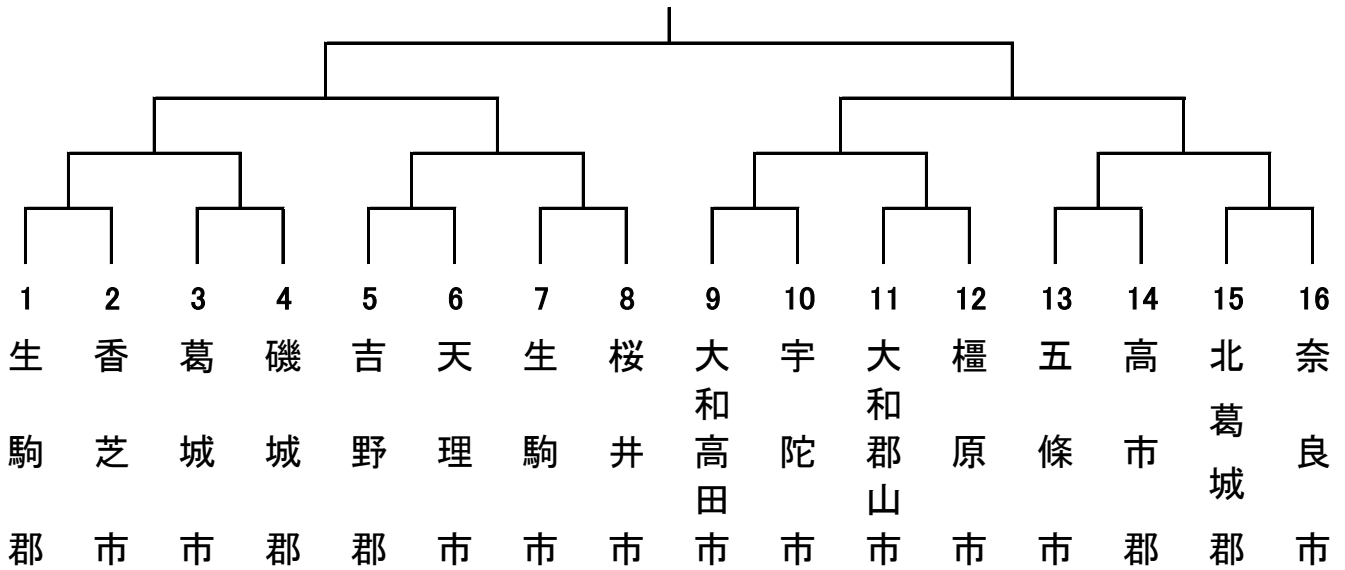 1 2 3 4 5 6 7 8 9 10 11 12 13 14 15 16
生駒郡
香芝市
葛城市
磯城郡
吉野郡
天理市
生駒市
桜井市
大和高田市
宇陀市
大和郡山市
橿原市
五條市
高市郡
北葛城郡
奈良市